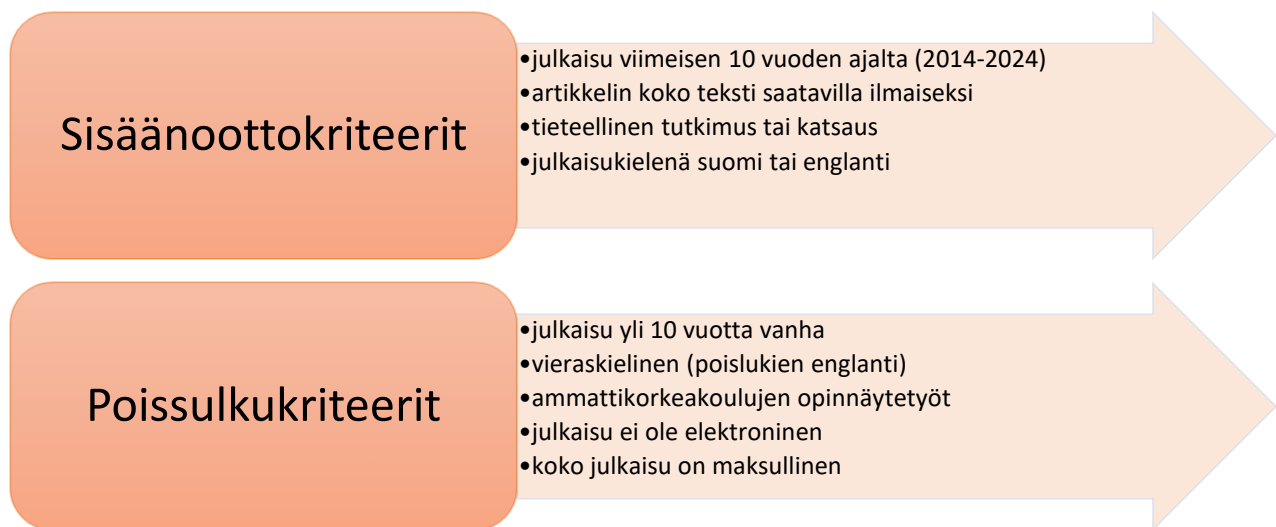 Sisäänoottokriteerit
•julkaisu viimeisen 10 vuoden ajalta (2014-2024)
•artikkelin koko teksti saatavilla ilmaiseksi
•tieteellinen tutkimus tai katsaus
•julkaisukielenä suomi tai englanti
Poissulkukriteerit
•julkaisu yli 10 vuotta vanha
•vieraskielinen (poislukien englanti)
•ammattikorkeakoulujen opinnäytetyöt
•julkaisu ei ole elektroninen
•koko julkaisu on maksullinen